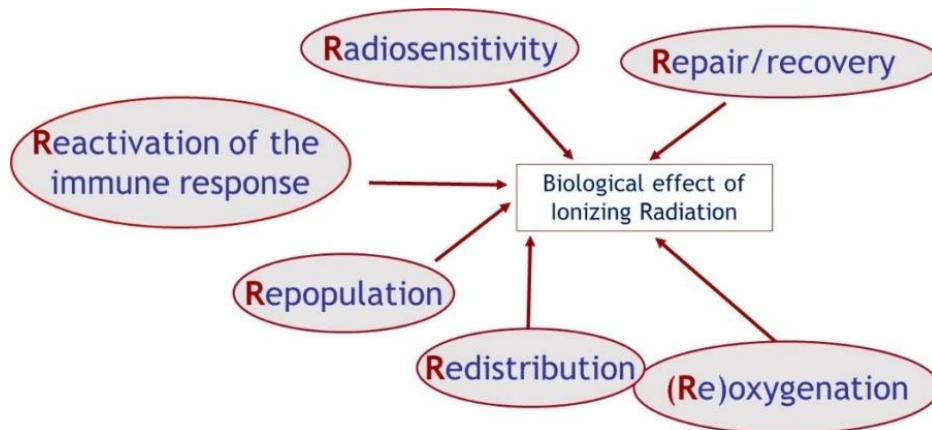 Radiosensitivity
Repair/recovery
Reactivation of the
immune response
Biological effect of
Ionizing Radiation
Repopulation
Redistribution
(Re)oxygenation